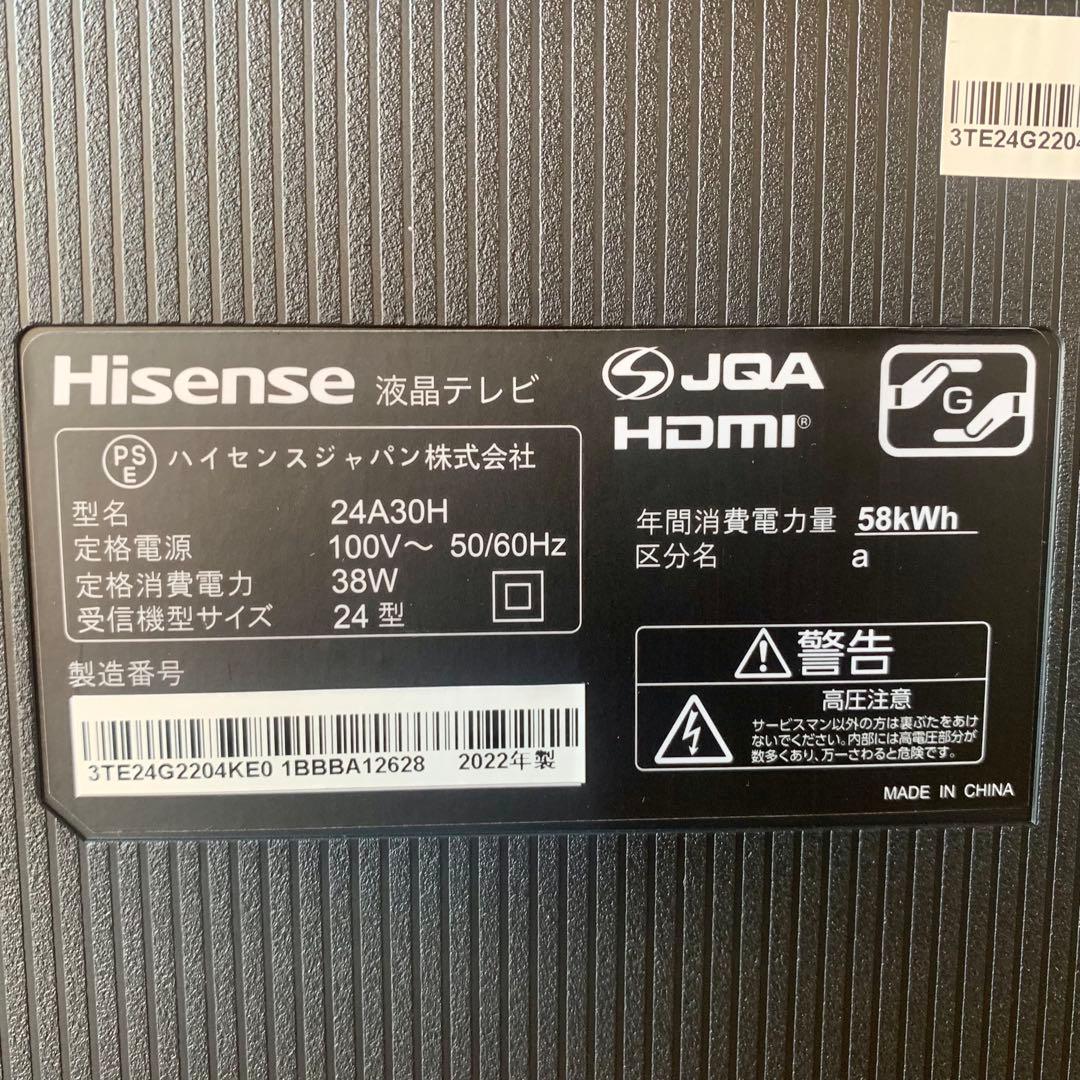 3TE24G2204
Hisense 液晶テレビ
JQA
HDMI®
G
PSE ハイセンスジャパン株式会社
型名 24A30H
定格電源 100V～ 50/60Hz
定格消費電力 38W
受信機型サイズ 24 型
年間消費電力量 58kWh
区分名 a
製造番号
3TE24G2204KE0 1BBBA12628 2022年製
警告
高圧注意
サービスマン以外の方は裏ぶたをあけ
ないでください。内部には高電圧部分が
数多くあり、万一さわると危険です。
MADE IN CHINA